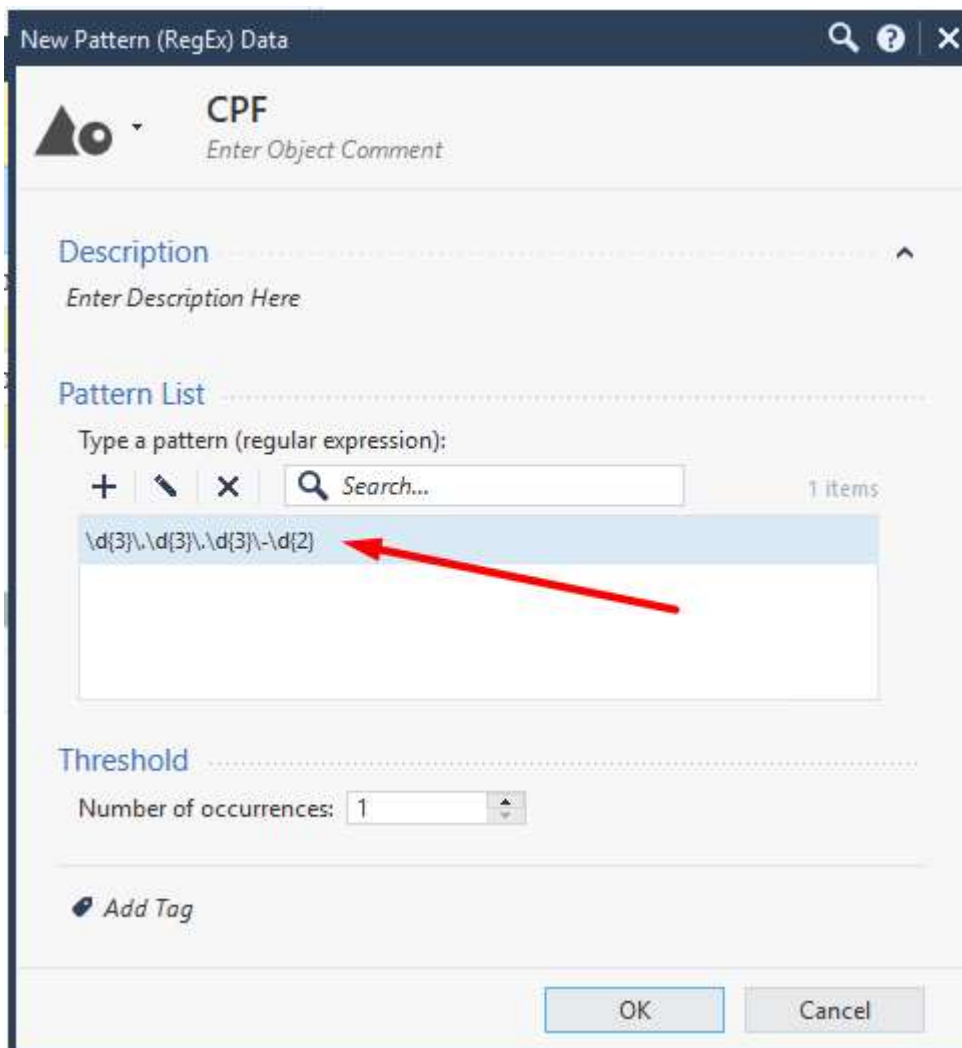 New Pattern (RegEx) Data
CPF
Enter Object Comment
Description
Enter Description Here
Pattern List
Type a pattern (regular expression):
Search...
1 items
\d{3}\.\d{3}\.\d{3}\-\d{2}
Threshold
Number of occurrences: 1
Add Tag
OK Cancel